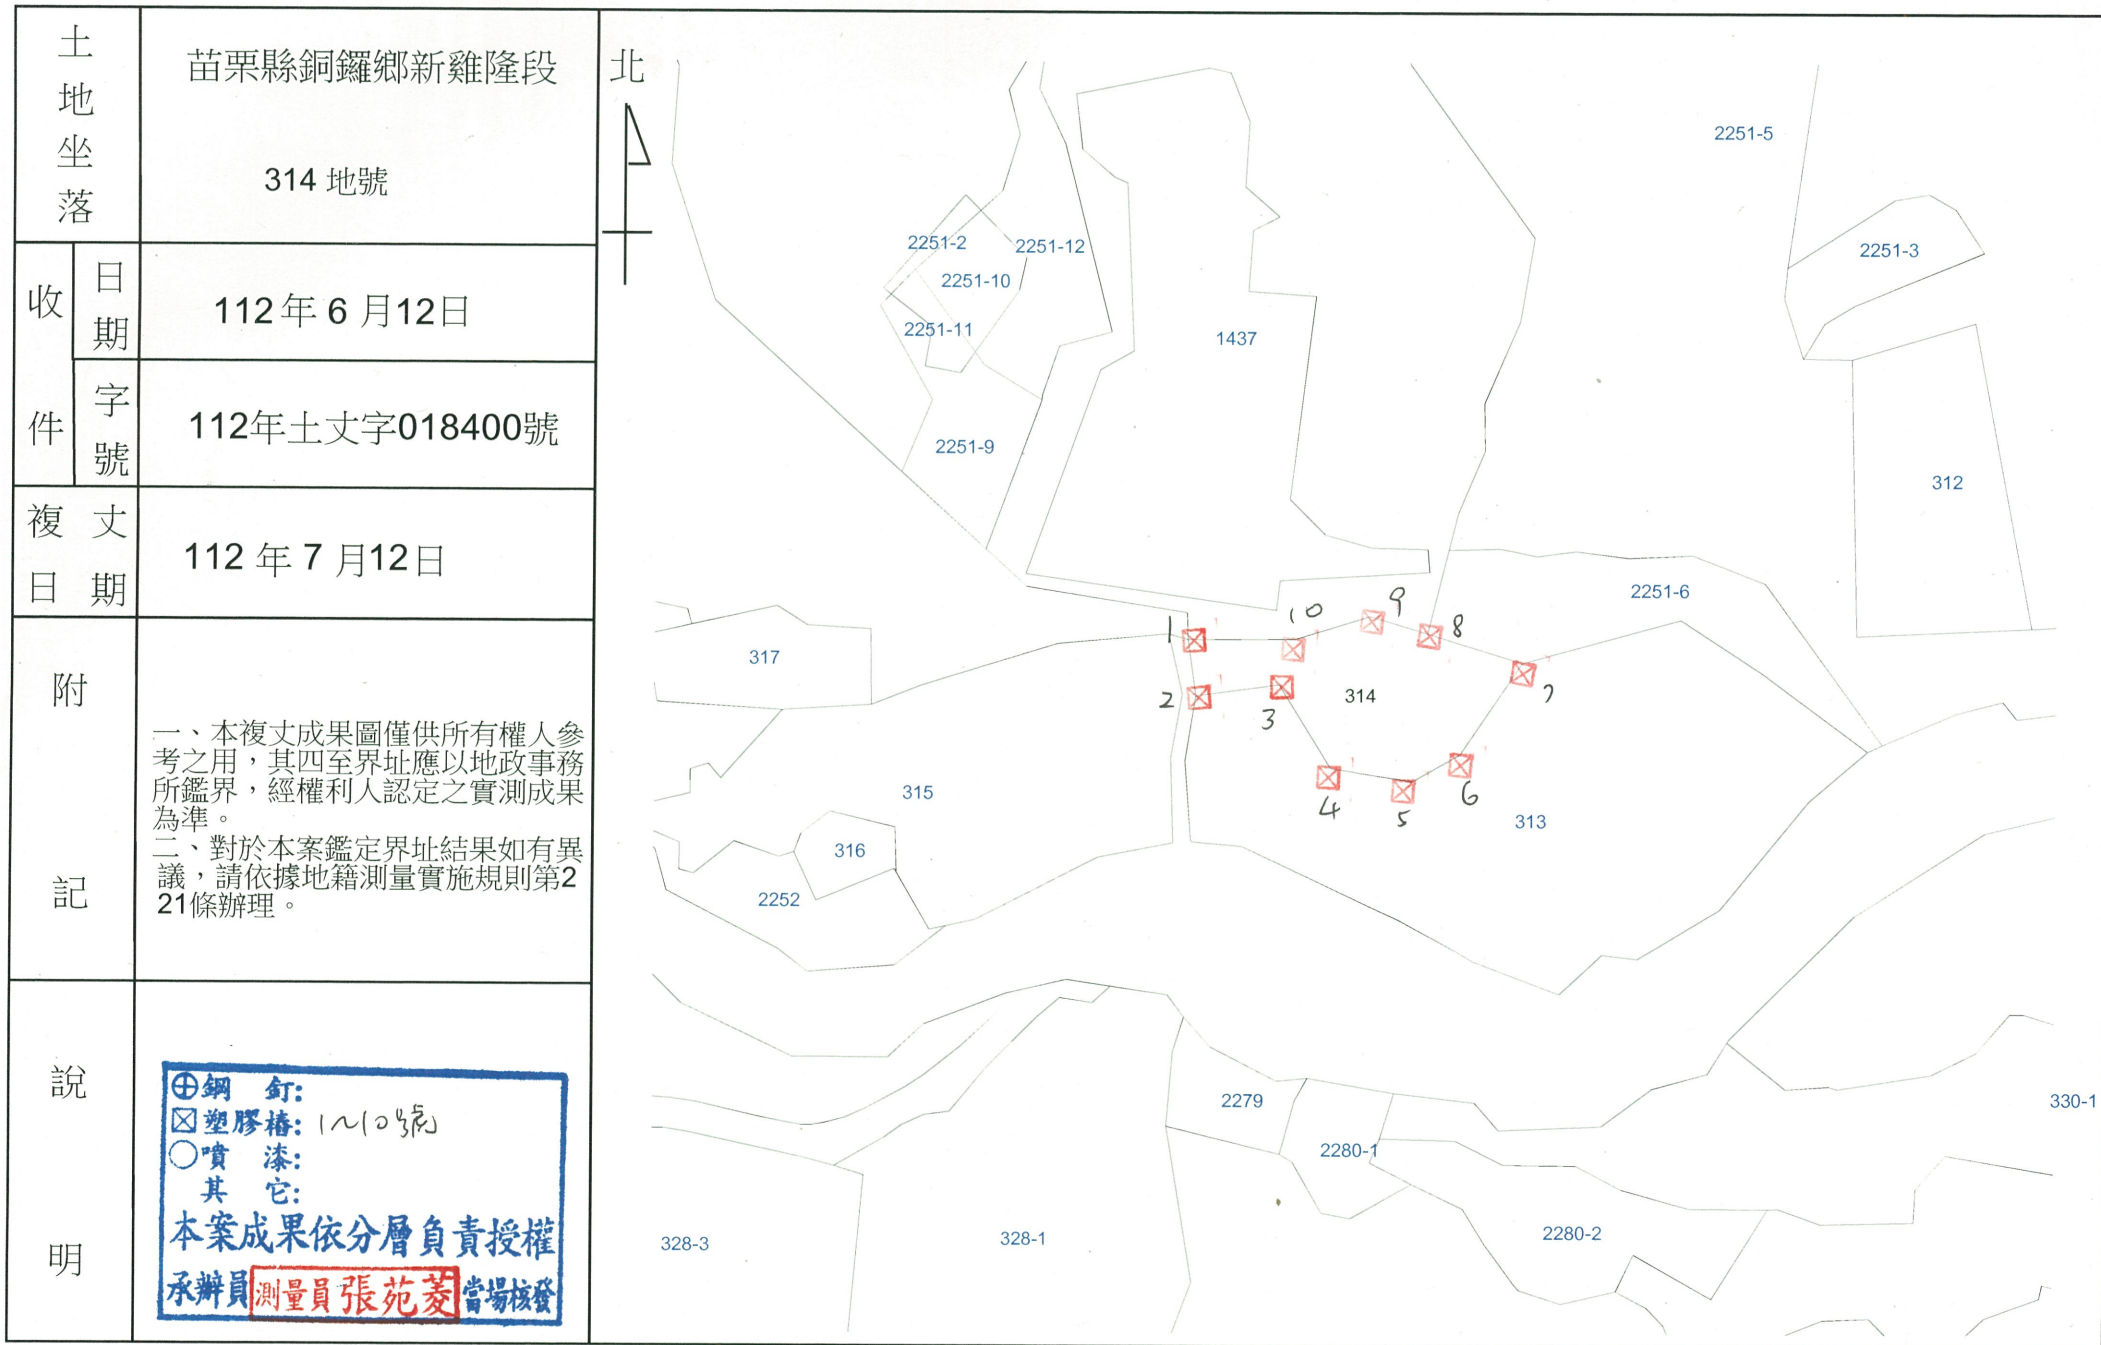 土地坐落
苗栗縣銅鑼鄉新雞隆段
314 地號
收件
日期
112年 6 月12日
字號
112年土丈字018400號
複丈日期
112 年 7 月12日
附記
一、本複丈成果圖僅供所有權人參
考之用，其四至界址應以地政事務
所鑑界，經權利人認定之實測成果
為準。
二、對於本案鑑定界址結果如有異
議，請依據地籍測量實施規則第2
21條辦理。
說明
鋼 釘:
塑膠樁: 1~10號
噴 漆:
其 它:
本案成果依分層負責授權
承辦員 測量員張苑菱 當場核發
北
2251-5
2251-2
2251-12
2251-3
2251-10
2251-11
1437
2251-9
312
2251-6
10
9
8
1
317
7
2
3
314
4
5
6
315
313
316
2252
2279
330-1
2280-1
328-3
328-1
2280-2